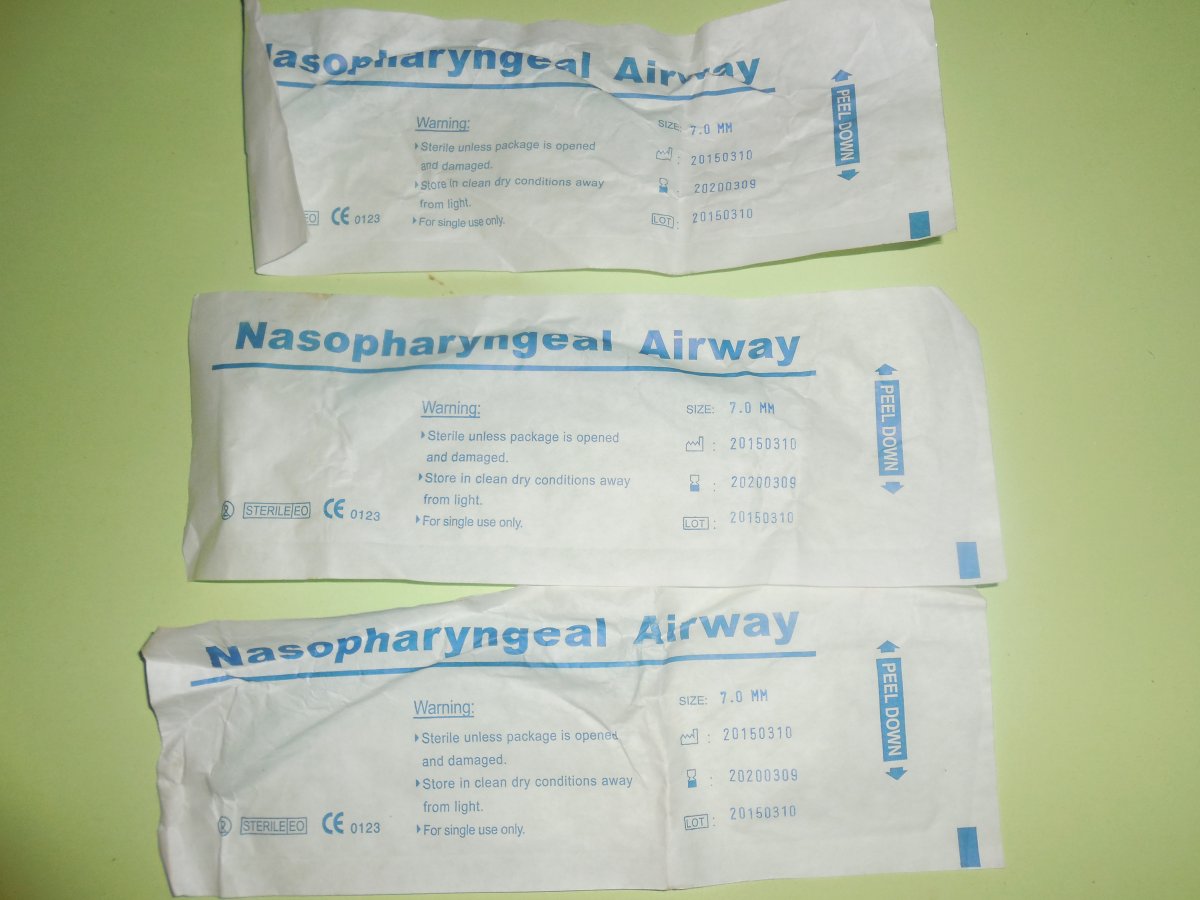 Nasopharyngeal Airway
Warning:
Sterile unless package is opened
and damaged.
Store in clean dry conditions away
from light.
For single use only.
EO CE 0123
SIZE: 7.0 MM
: 20150310
: 20200309
LOT : 20150310
PEEL DOWN
Nasopharyngeal Airway
Warning:
Sterile unless package is opened
and damaged.
Store in clean dry conditions away
from light.
For single use only.
2 STERILE EO CE 0123
SIZE: 7.0 MM
: 20150310
: 20200309
LOT : 20150310
PEEL DOWN
Nasopharyngeal Airway
Warning:
Sterile unless package is opened
and damaged.
Store in clean dry conditions away
from light.
For single use only.
2 STERILE EO CE 0123
SIZE: 7.0 MM
: 20150310
: 20200309
LOT : 20150310
PEEL DOWN